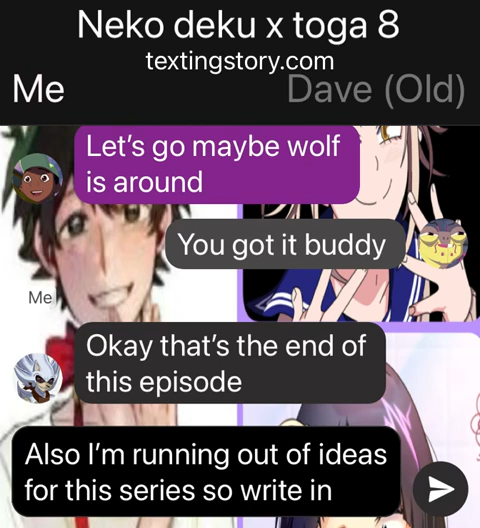 Neko deku x toga 8
textingstory.com
Me
Dave (Old)
Let’s go maybe wolf
is around
You got it buddy
Me
Okay that’s the end of
this episode
Also I’m running out of ideas
for this series so write in